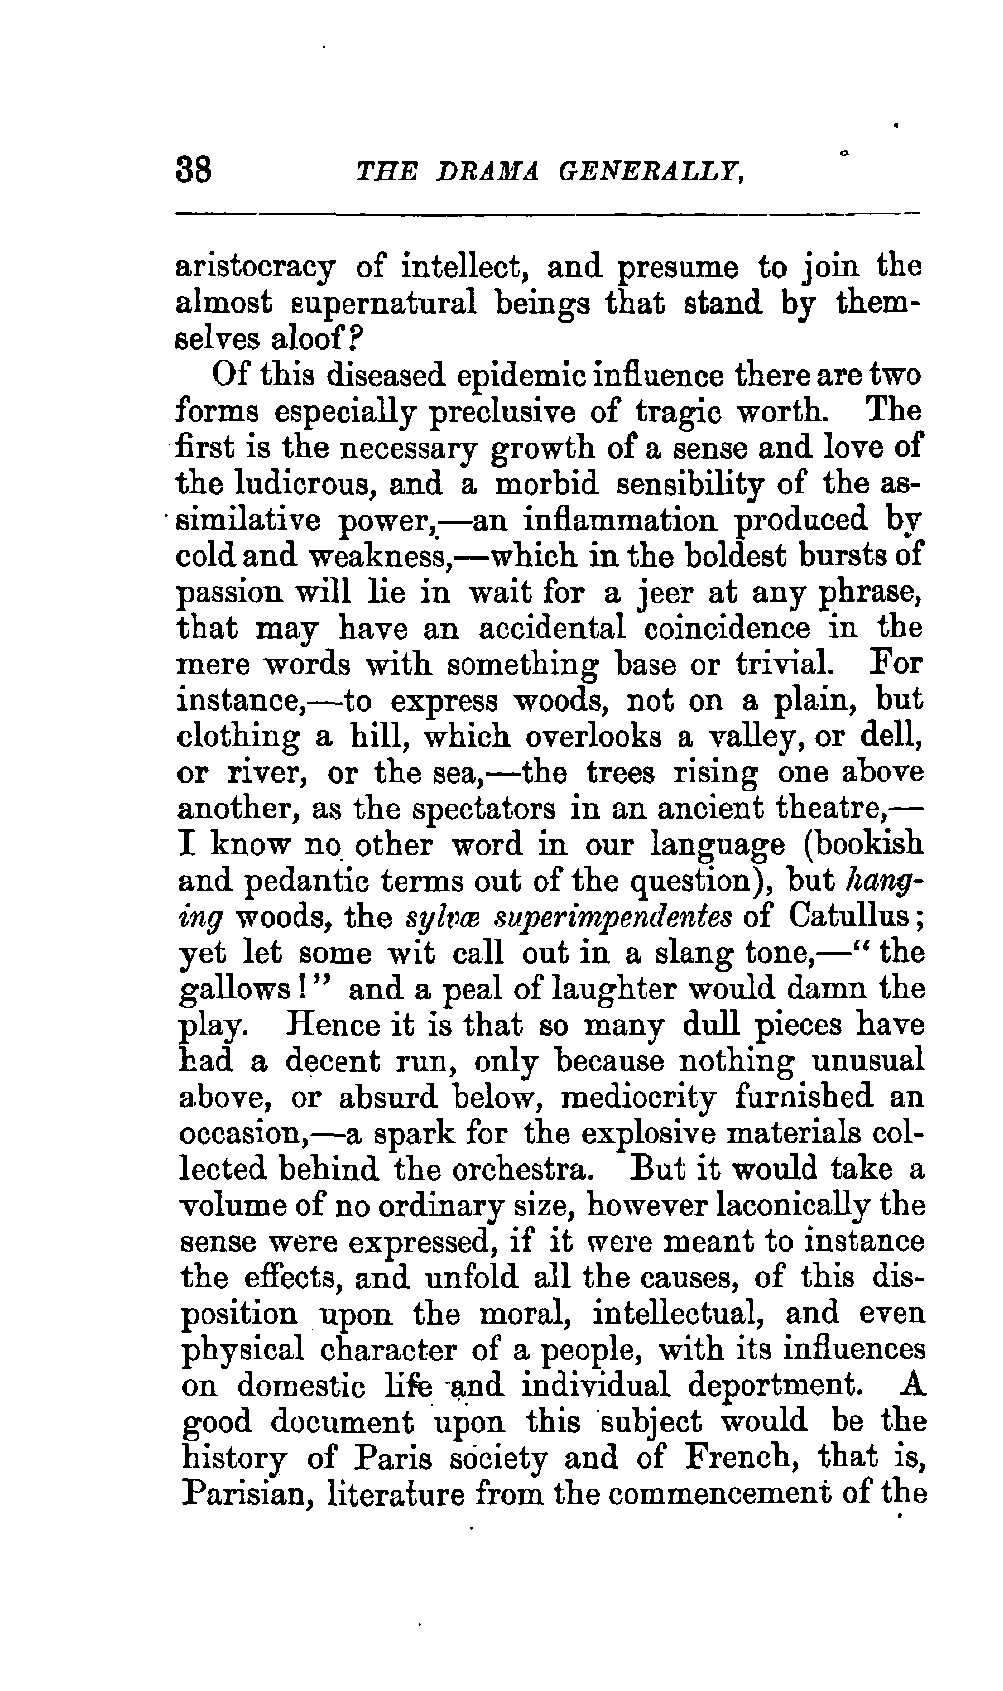 38 THE DRAMA GENERALLY,
aristocracy of intellect, and presume to join the
almost supernatural beings that stand by them-
selves aloof?
Of this diseased epidemic influence there are two
forms especially preclusive of tragic worth. The
first is the necessary growth of a sense and love of
the ludicrous, and a morbid sensibility of the as-
similative power,—an inflammation produced by
cold and weakness,—which in the boldest bursts of
passion will lie in wait for a jeer at any phrase,
that may have an accidental coincidence in the
mere words with something base or trivial. For
instance,—to express woods, not on a plain, but
clothing a hill, which overlooks a valley, or dell,
or river, or the sea,—the trees rising one above
another, as the spectators in an ancient theatre,—
I know no other word in our language (bookish
and pedantic terms out of the question), but hang-
ing woods, the sylvæ superimpendentes of Catullus;
yet let some wit call out in a slang tone,—“ the
gallows!” and a peal of laughter would damn the
play. Hence it is that so many dull pieces have
had a decent run, only because nothing unusual
above, or absurd below, mediocrity furnished an
occasion,—a spark for the explosive materials col-
lected behind the orchestra. But it would take a
volume of no ordinary size, however laconically the
sense were expressed, if it were meant to instance
the effects, and unfold all the causes, of this dis-
position upon the moral, intellectual, and even
physical character of a people, with its influences
on domestic life and individual deportment. A
good document upon this subject would be the
history of Paris society and of French, that is,
Parisian, literature from the commencement of the